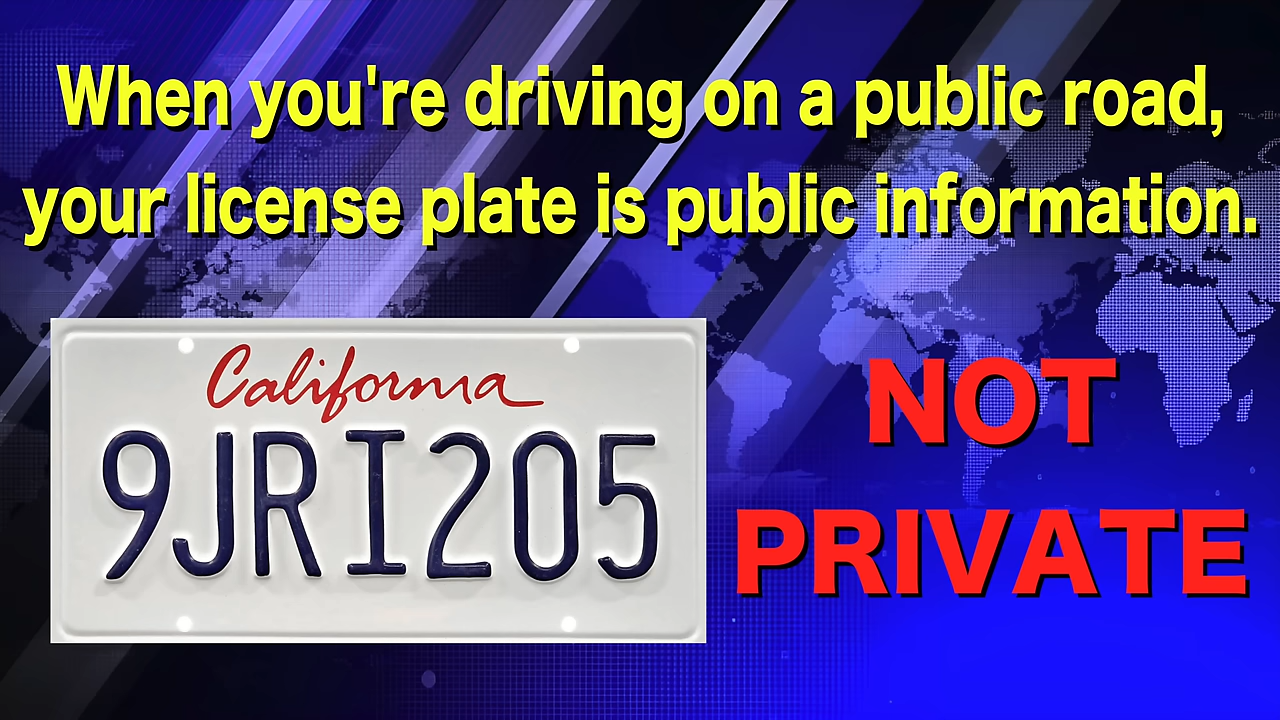 When you're driving on a public road,
your license plate is public information.
California
9JRI205
NOT
PRIVATE